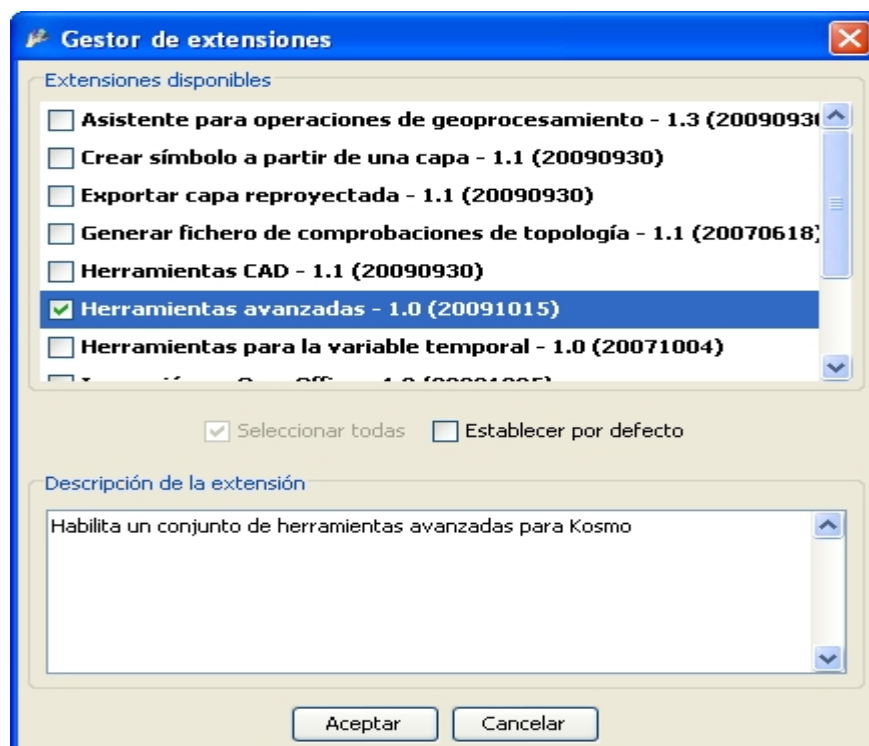 Gestor de extensiones
Extensiones disponibles
Asistente para operaciones de geoprocesamiento - 1.3 (20090930
Crear símbolo a partir de una capa - 1.1 (20090930)
Exportar capa reproyectada - 1.1 (20090930)
Generar fichero de comprobaciones de topología - 1.1 (20070618)
Herramientas CAD - 1.1 (20090930)
Herramientas avanzadas - 1.0 (20091015)
Herramientas para la variable temporal - 1.0 (20071004)
Seleccionar todas Establecer por defecto
Descripción de la extensión
Habilita un conjunto de herramientas avanzadas para Kosmo
Aceptar Cancelar